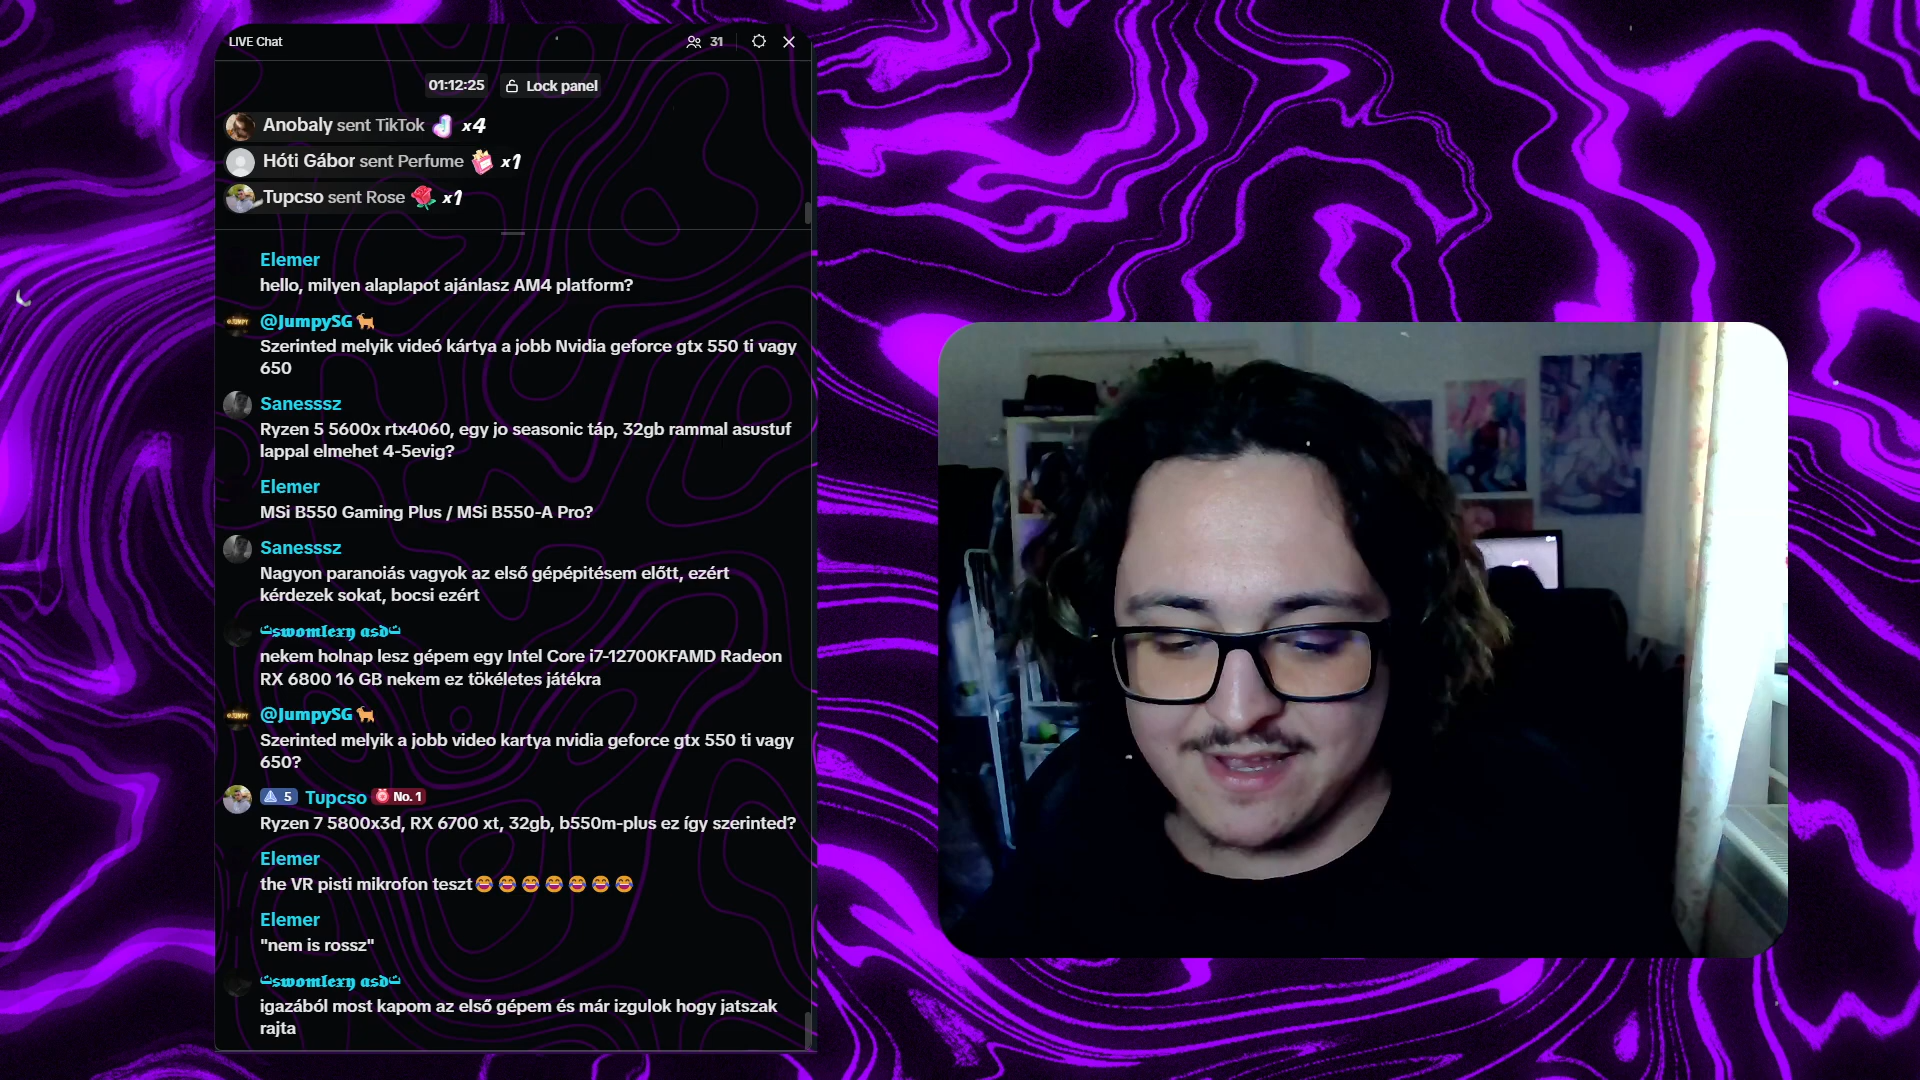 LIVE Chat
31
01:12:25
Lock panel
Anobaly sent TikTok x4
Hóti Gábor sent Perfume x1
Tupcso sent Rose x1
Elemer
hello, milyen alaplapot ajánlasz AM4 platform?
@JumpySG🐕
Szerinted melyik videó kártya a jobb Nvidia geforce gtx 550 ti vagy
650
Sanesssz
Ryzen 5 5600x rtx4060, egy jo seasonic táp, 32gb rammal asustuf
lappal elmehet 4-5evig?
Elemer
MSi B550 Gaming Plus / MSi B550-A Pro?
Sanesssz
Nagyon paranoiás vagyok az első gépépitésem előtt, ezért
kérdezek sokat, bocsi ezért
swomlexy asd
nekem holnap lesz gépem egy Intel Core i7-12700KFAMD Radeon
RX 6800 16 GB nekem ez tökéletes játékra
@JumpySG🐕
Szerinted melyik a jobb video kartya nvidia geforce gtx 550 ti vagy
650?
5 Tupcso No. 1
Ryzen 7 5800x3d, RX 6700 xt, 32gb, b550m-plus ez így szerinted?
Elemer
the VR pisti mikrofon teszt😂😂😂😂😂😂😂
Elemer
"nem is rossz"
swomlexy asd
igazából most kapom az első gépem és már izgulok hogy jatszak
rajta